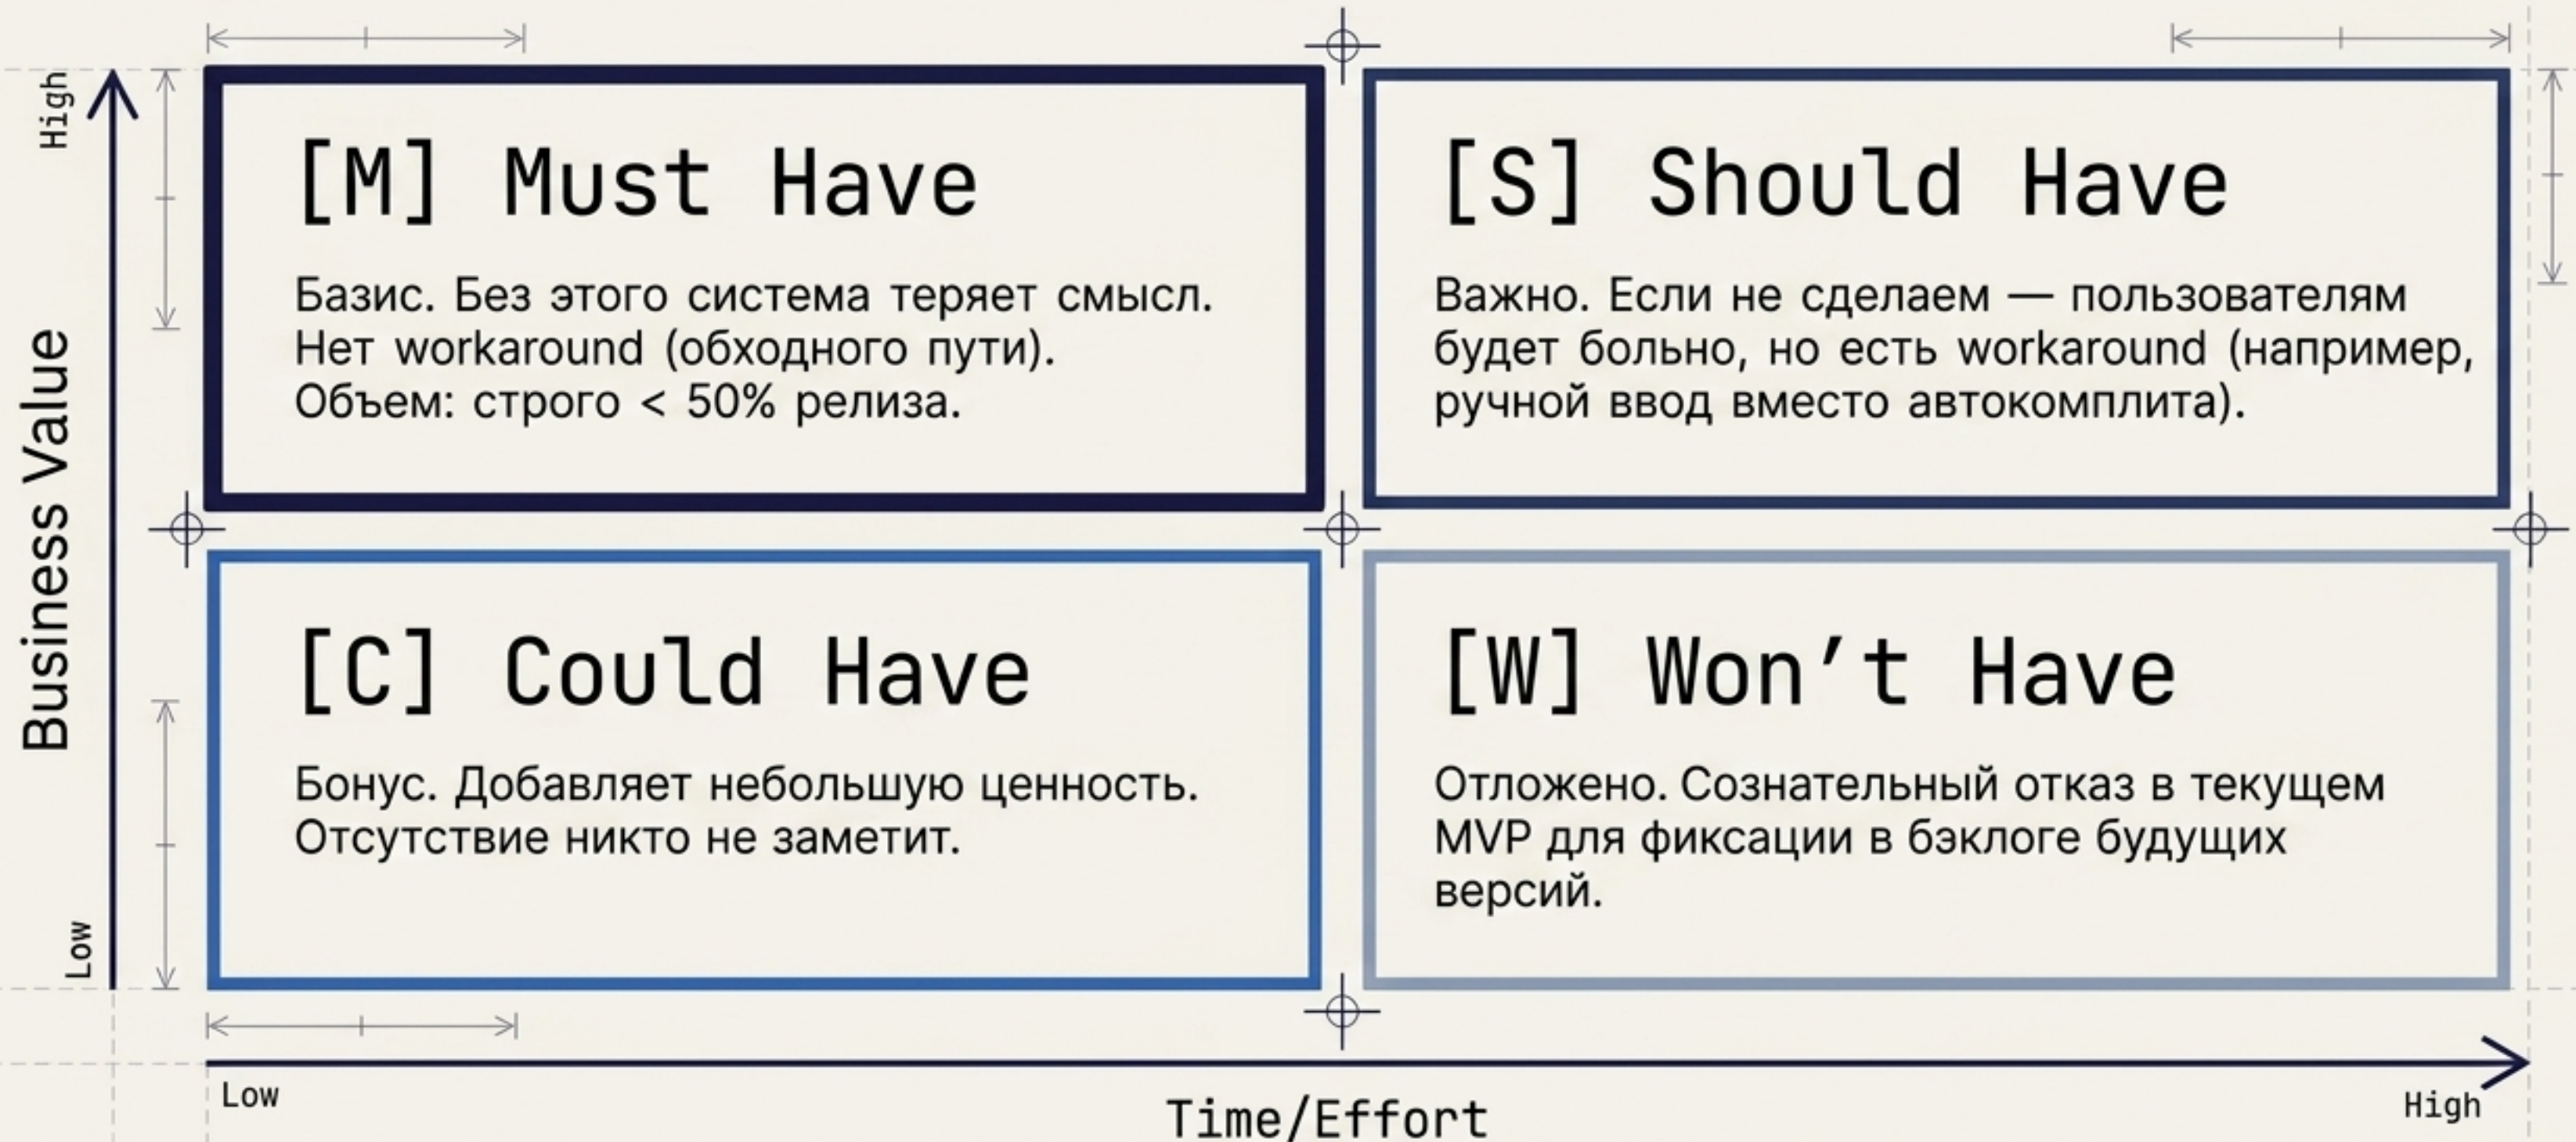 High
Business Value
Low
[M] Must Have
Базис. Без этого система теряет смысл.
Нет workaround (обходного пути).
Объем: строго < 50% релиза.
[S] Should Have
Важно. Если не сделаем — пользователям
будет больно, но есть workaround (например,
ручной ввод вместо автокомплита).
[C] Could Have
Бонус. Добавляет небольшую ценность.
Отсутствие никто не заметит.
[W] Won’t Have
Отложено. Сознательный отказ в текущем
MVP для фиксации в бэклоге будущих
версий.
Low
Time/Effort
High